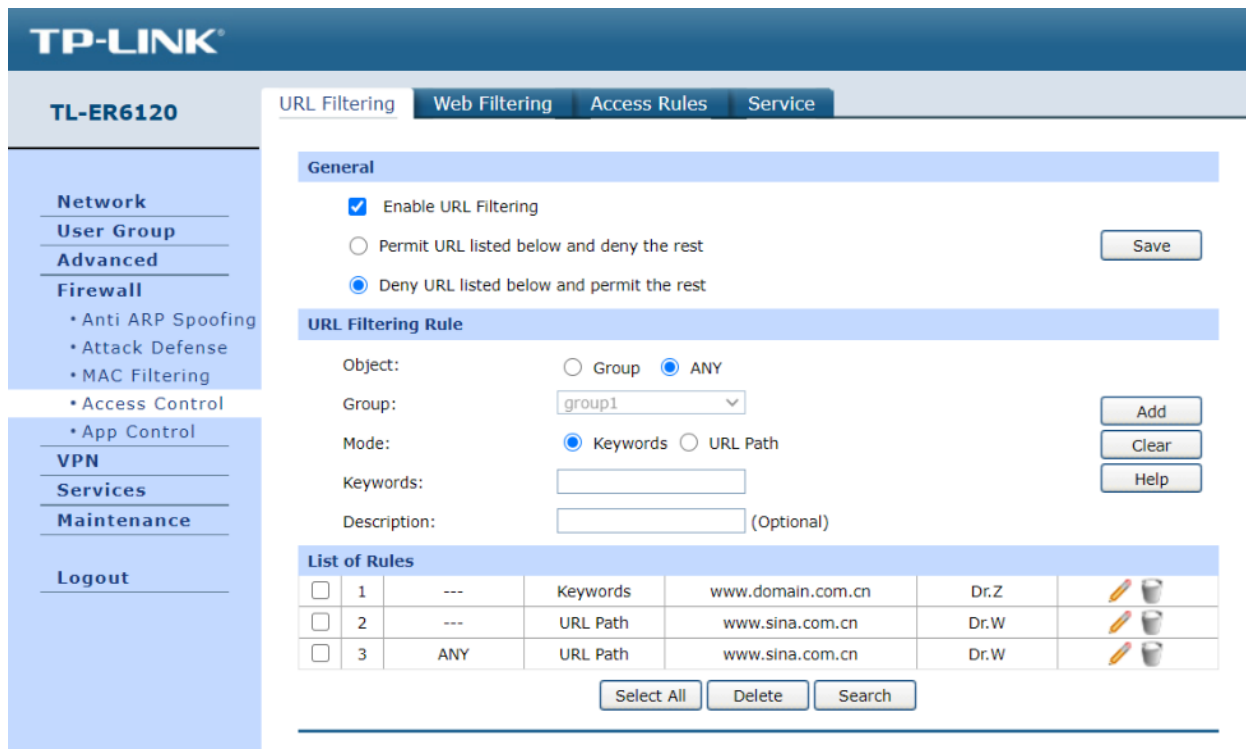 TP-LINK®
TL-ER6120
URL Filtering Web Filtering Access Rules Service
Network
User Group
Advanced
Firewall
• Anti ARP Spoofing
• Attack Defense
• MAC Filtering
• Access Control
• App Control
VPN
Services
Maintenance
Logout
General
Enable URL Filtering
Permit URL listed below and deny the rest
Save
Deny URL listed below and permit the rest
URL Filtering Rule
Object: Group ANY
Group: group1
Add
Mode: Keywords URL Path
Clear
Keywords:
Help
Description: (Optional)
List of Rules
1 --- Keywords www.domain.com.cn Dr.Z
2 --- URL Path www.sina.com.cn Dr.W
3 ANY URL Path www.sina.com.cn Dr.W
Select All Delete Search